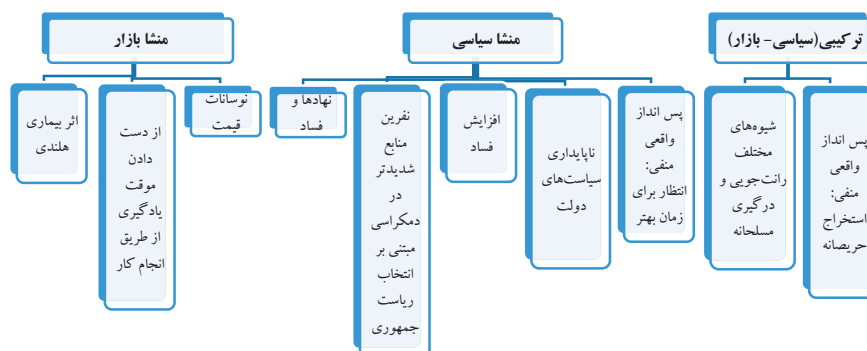 ترکیبی(سیاسی- بازار)
منشا سیاسی
منشا بازار
پس انداز
واقعی
منفی:
استخراج
حریصانه
شیوه‌های
مختلف
رانت‌جویی و
درگیری
مسلحانه
پس انداز
واقعی
منفی:
انتظار برای
زمان بهتر
ناپایداری
سیاست‌های
دولت
افزایش
فساد
نفرین
منابع
شدیدتر
در
دمکراسی
مبتنی بر
انتخاب
ریاست
جمهوری
نهادها و
فساد
نوسانات
قیمت
از دست
دادن
موقت
یادگیری
از طریق
انجام کار
اثر بیماری
هلندی